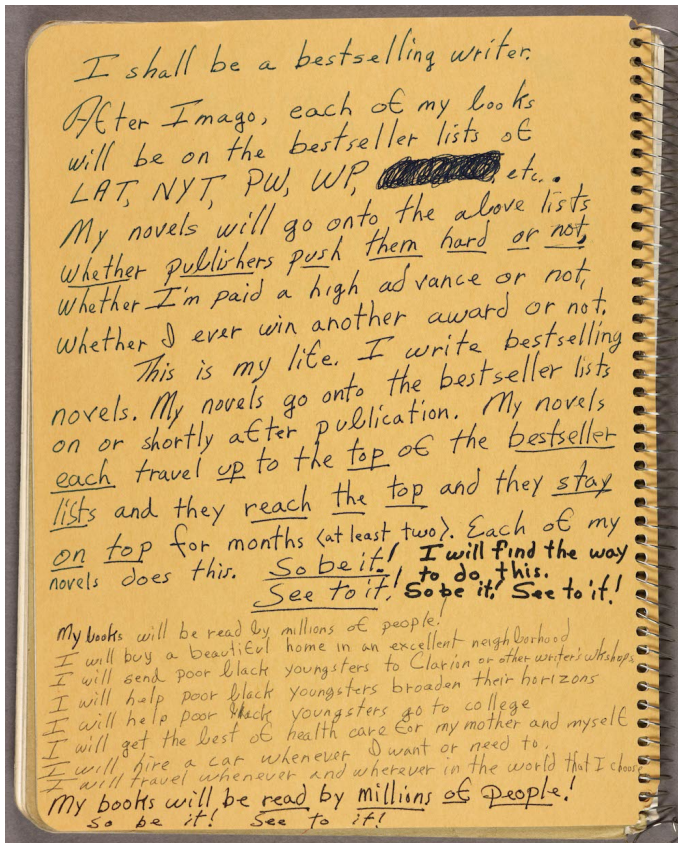 I shall be a bestselling writer.
After Imago, each of my books
will be on the bestseller lists of
LAT, NYT, PW, WP, etc.
My novels will go onto the above lists
whether publishers push them hard or not,
whether I'm paid a high advance or not,
whether I ever win another award or not.
This is my life. I write bestselling
novels. My novels go onto the bestseller lists
on or shortly after publication. My novels
each travel up to the top of the bestseller
lists and they reach the top and they stay
on top for months (at least two). Each of my
novels does this. So be it! I will find the way
See to it! to do this.
So be it! See to it!
My books will be read by millions of people!
I will buy a beautiful home in an excellent neighborhood
I will send poor black youngsters to Clarion or other writer's wkshops
I will help poor black youngsters broaden their horizons
I will help poor black youngsters go to college
I will get the best of health care for my mother and myself
I will hire a car whenever I want or need to.
I will travel whenever and wherever in the world that I choose
My books will be read by millions of people!
So be it! See to it!